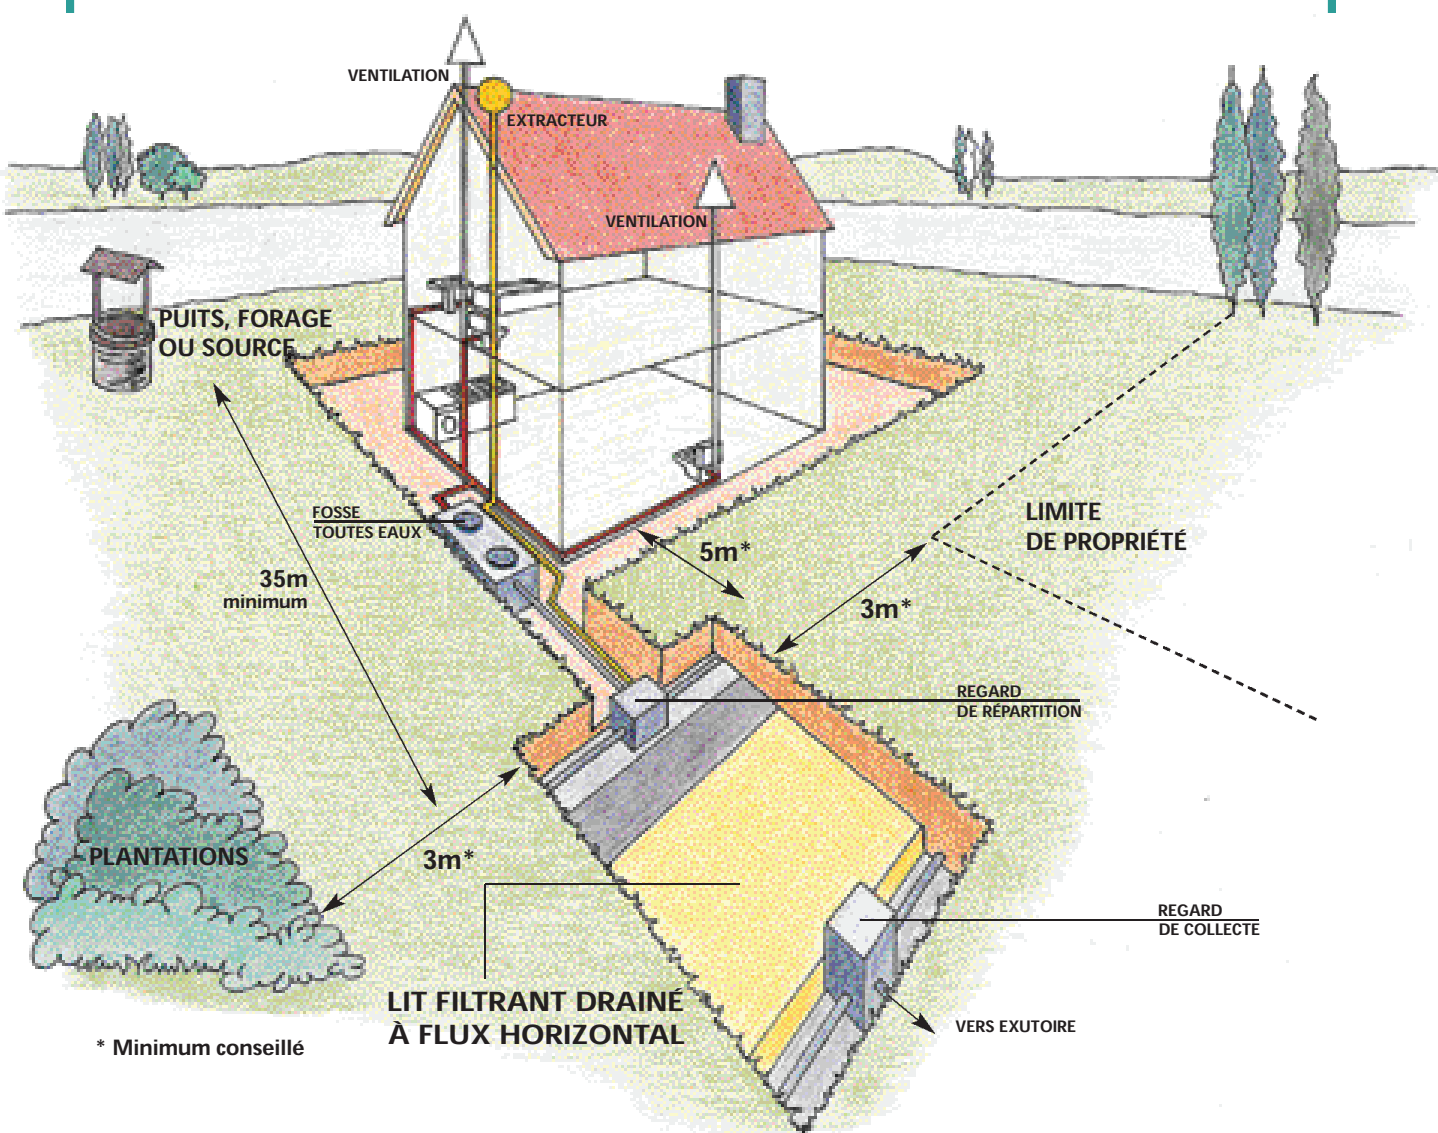 VENTILATION
EXTRACTEUR
VENTILATION
PUITS, FORAGE
OU SOURCE
FOSSE
TOUTES EAUX
35m
minimum
5m*
LIMITE
DE PROPRIÉTÉ
3m*
REGARD
DE RÉPARTITION
PLANTATIONS
3m*
REGARD
DE COLLECTE
LIT FILTRANT DRAINÉ
À FLUX HORIZONTAL
VERS EXUTOIRE
* Minimum conseillé